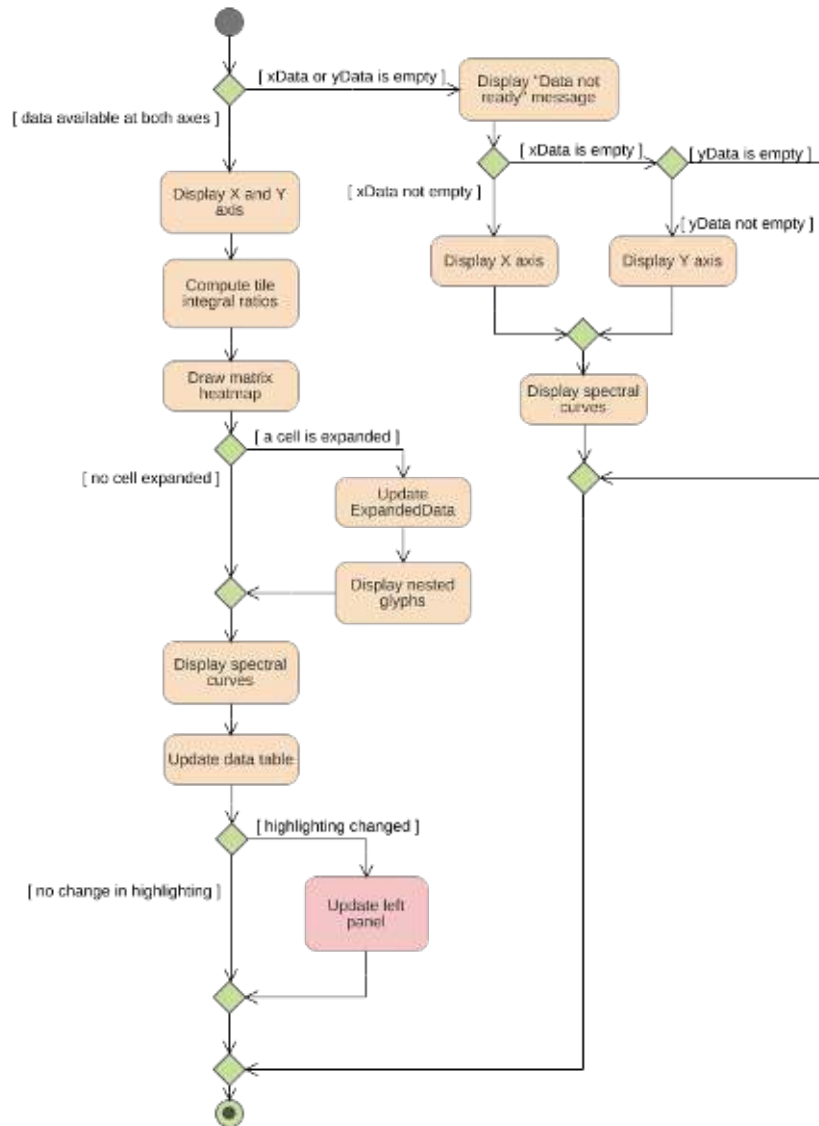 [ xData or yData is empty ]
Display "Data not
ready" message
[ data available at both axes ]
[ xData is empty ]
[ yData is empty ]
Display X and Y
axis
[ xData not empty ]
[ yData not empty ]
Display X axis
Display Y axis
Compute tile
integral ratios
Draw matrix
heatmap
Display spectral
curves
[ a cell is expanded ]
[ no cell expanded ]
Update
ExpandedData
Display nested
glyphs
Display spectral
curves
Update data table
[ highlighting changed ]
[ no change in highlighting ]
Update left
panel